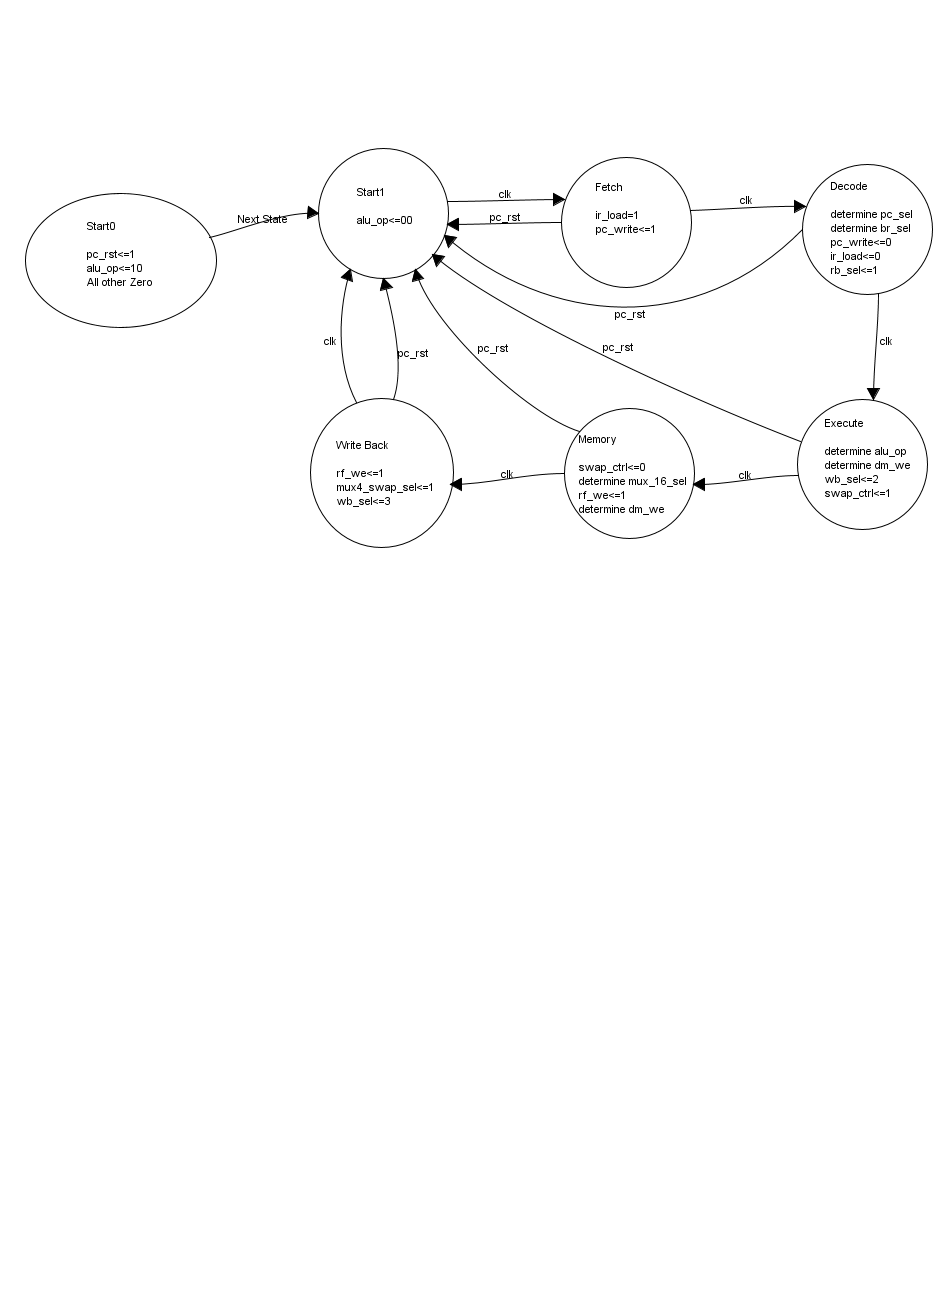 Start0
pc_rst<=1
alu_op<=10
All other Zero
Next State
Start1
alu_op<=00
clk
pc_rst
Fetch
ir_load=1
pc_write<=1
clk
Decode
determine pc_sel
determine br_sel
pc_write<=0
ir_load<=0
rb_sel<=1
pc_rst
clk
pc_rst
Execute
determine alu_op
determine dm_we
wb_sel<=2
swap_ctrl<=1
clk
pc_rst
Memory
swap_ctrl<=0
determine mux_16_sel
rf_we<=1
determine dm_we
clk
pc_rst
clk
Write Back
rf_we<=1
mux4_swap_sel<=1
wb_sel<=3